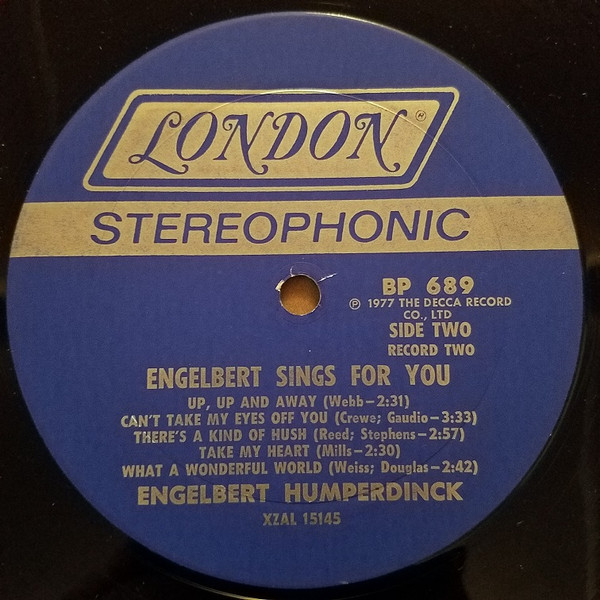 LONDON
STEREOPHONIC
BP 689
℗ 1977 THE DECCA RECORD
CO., LTD
SIDE TWO
RECORD TWO
ENGELBERT SINGS FOR YOU
UP, UP AND AWAY (Webb–2:31)
CAN'T TAKE MY EYES OFF YOU (Crewe; Gaudio–3:33)
THERE'S A KIND OF HUSH (Reed; Stephens–2:57)
TAKE MY HEART (Mills–2:30)
WHAT A WONDERFUL WORLD (Weiss; Douglas–2:42)
ENGELBERT HUMPERDINCK
XZAL 15145